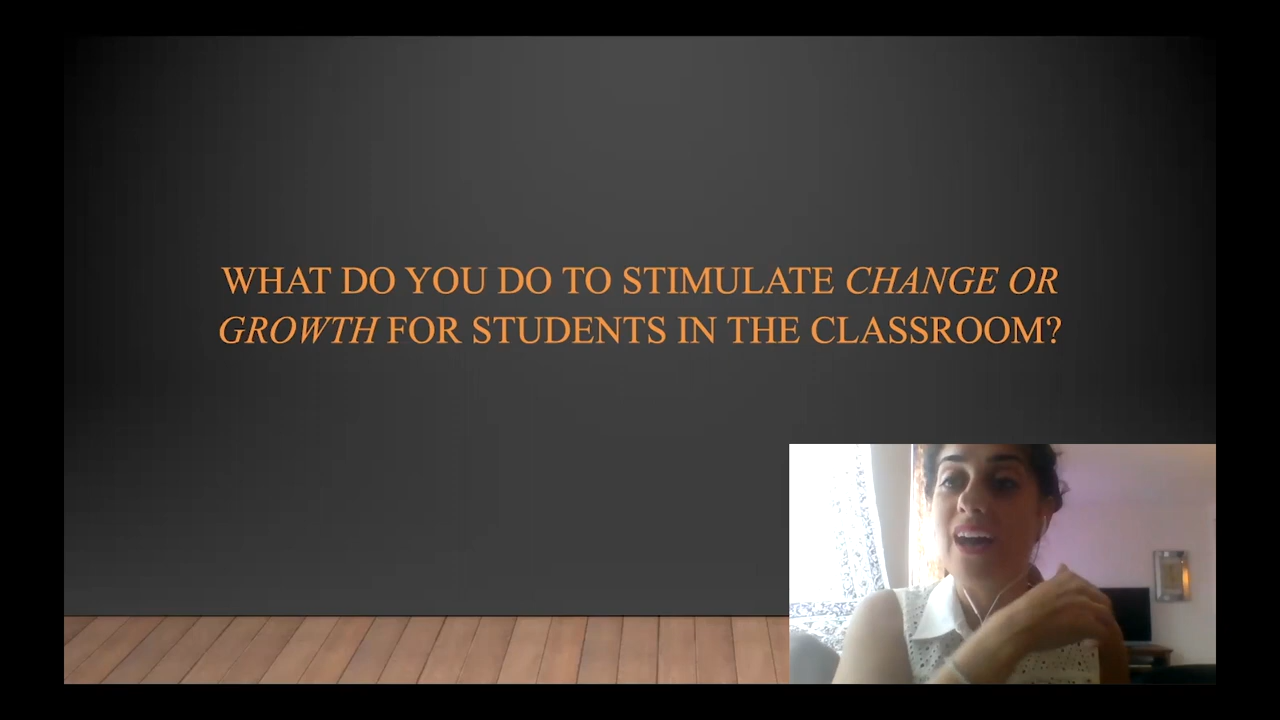 WHAT DO YOU DO TO STIMULATE CHANGE OR
GROWTH FOR STUDENTS IN THE CLASSROOM?